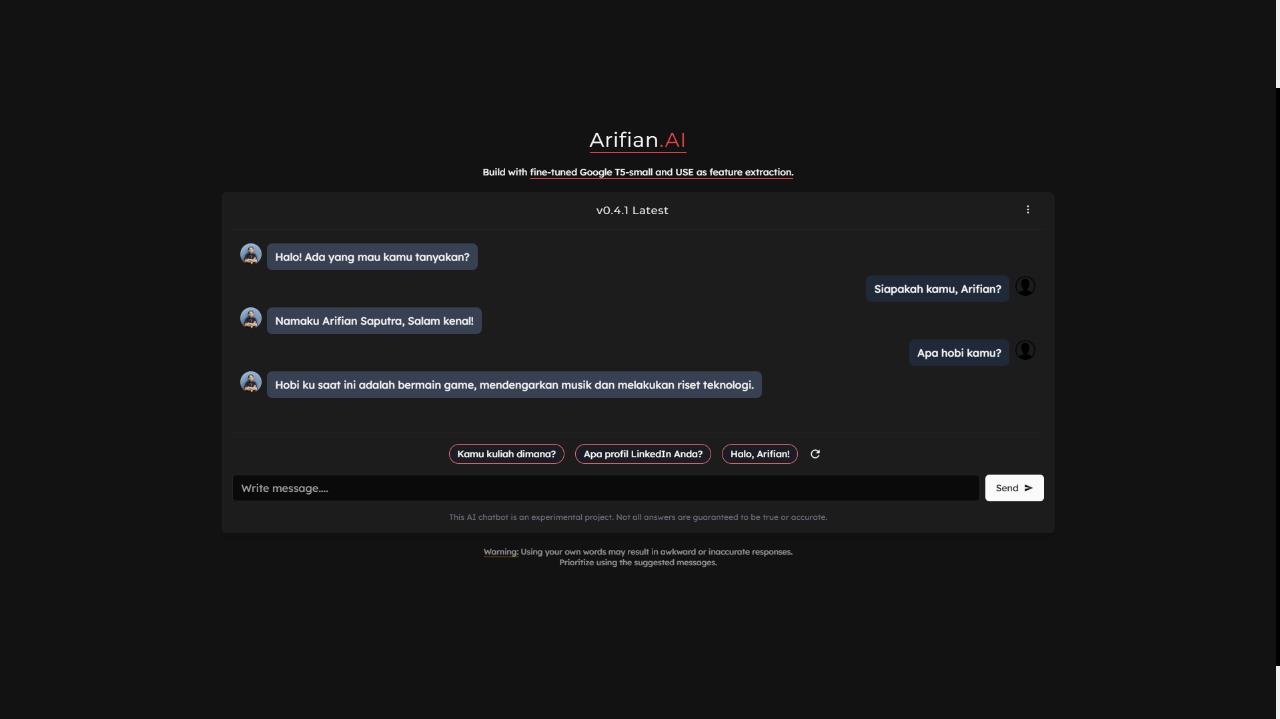 Arifian.AI
Build with fine-tuned Google T5-small and USE as feature extraction.
v0.4.1 Latest
Halo! Ada yang mau kamu tanyakan?
Siapakah kamu, Arifian?
Namaku Arifian Saputra, Salam kenal!
Apa hobi kamu?
Hobi ku saat ini adalah bermain game, mendengarkan musik dan melakukan riset teknologi.
Kamu kuliah dimana? Apa profil LinkedIn Anda? Halo, Arifian!
Write message.... Send
This AI chatbot is an experimental project. Not all answers are guaranteed to be true or accurate.
Warning: Using your own words may result in awkward or inaccurate responses.
Prioritize using the suggested messages.